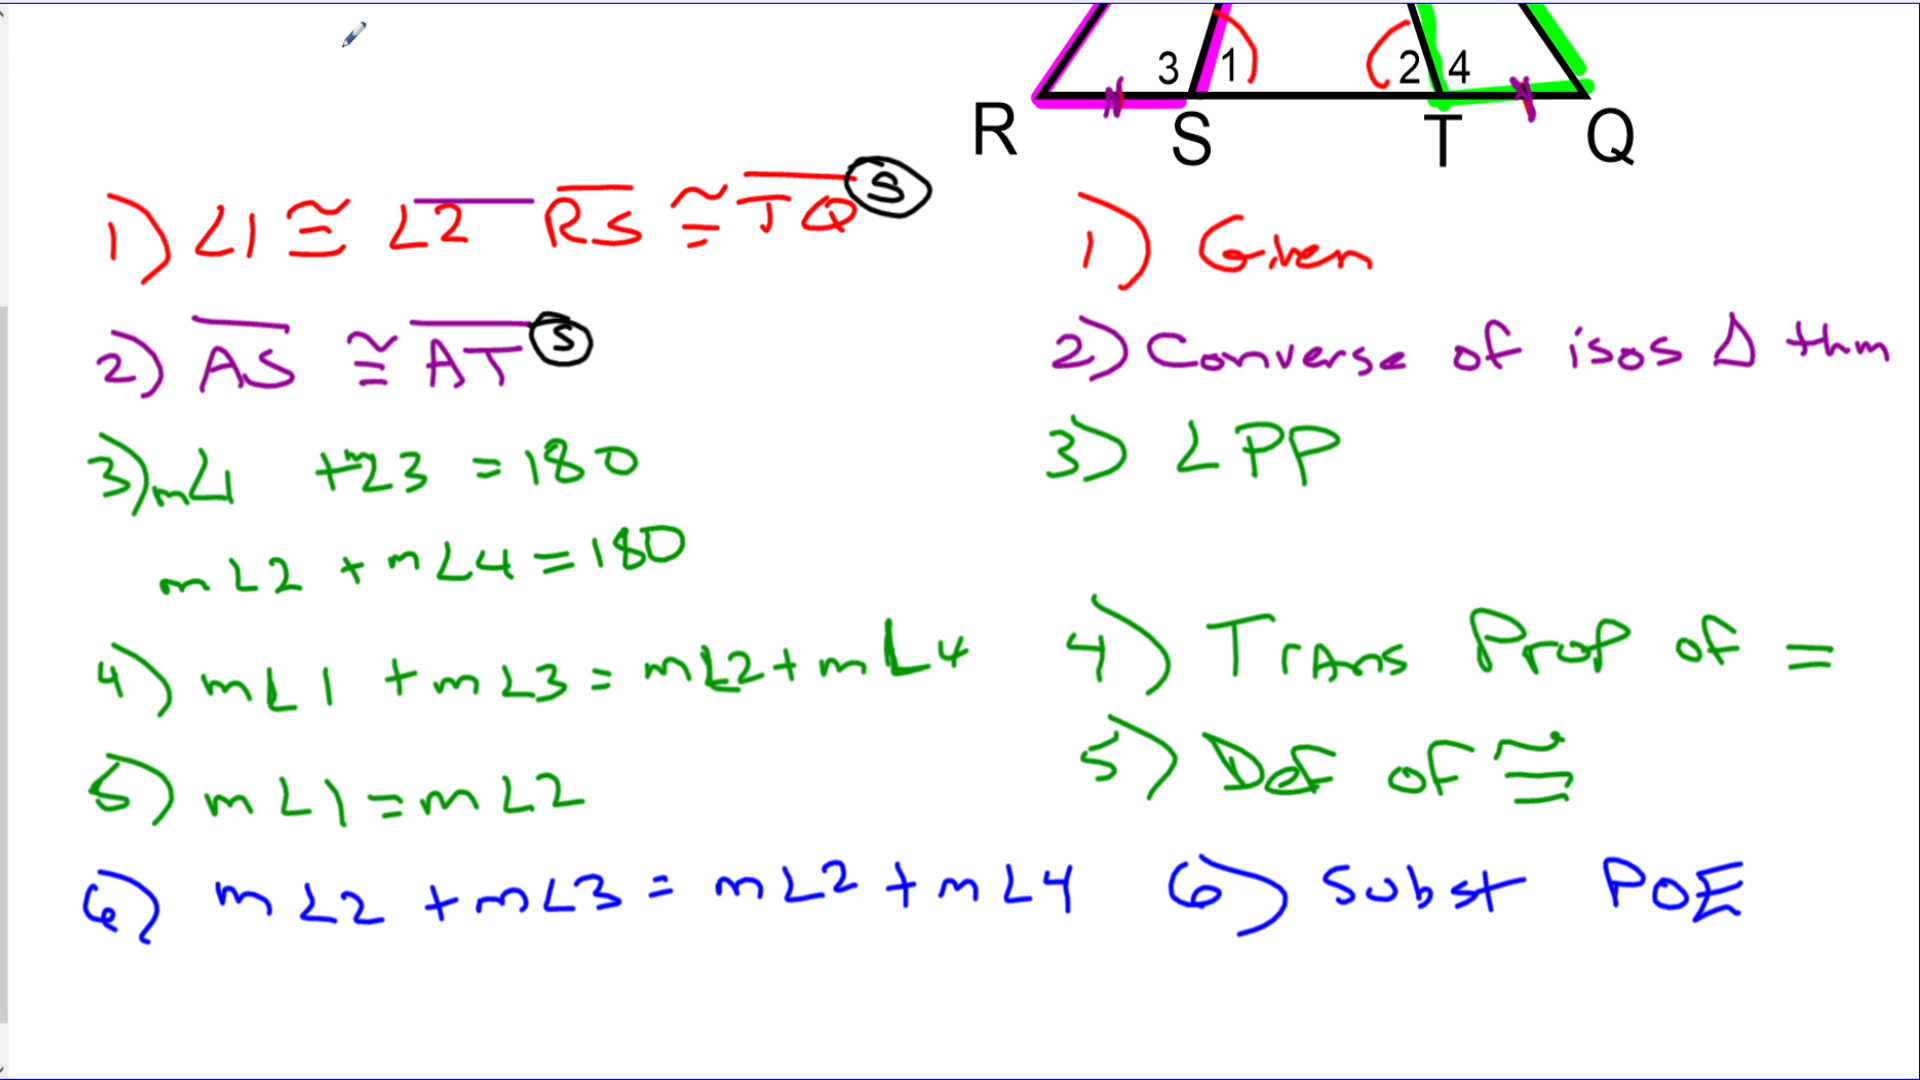 3 1 2 4
R S T Q
1) ∠1 ≅ ∠2 RS ≅ TQ Ⓢ 1) Given
2) AS ≅ AT Ⓢ 2) Converse of isos Δ thm
3) m∠1 + m∠3 = 180 3) ∠PP
m∠2 + m∠4 = 180
4) m∠1 + m∠3 = m∠2 + m∠4 4) Trans Prop of =
5) m∠1 = m∠2 5) Def of ≅
6) m∠2 + m∠3 = m∠2 + m∠4 6) Subst POE